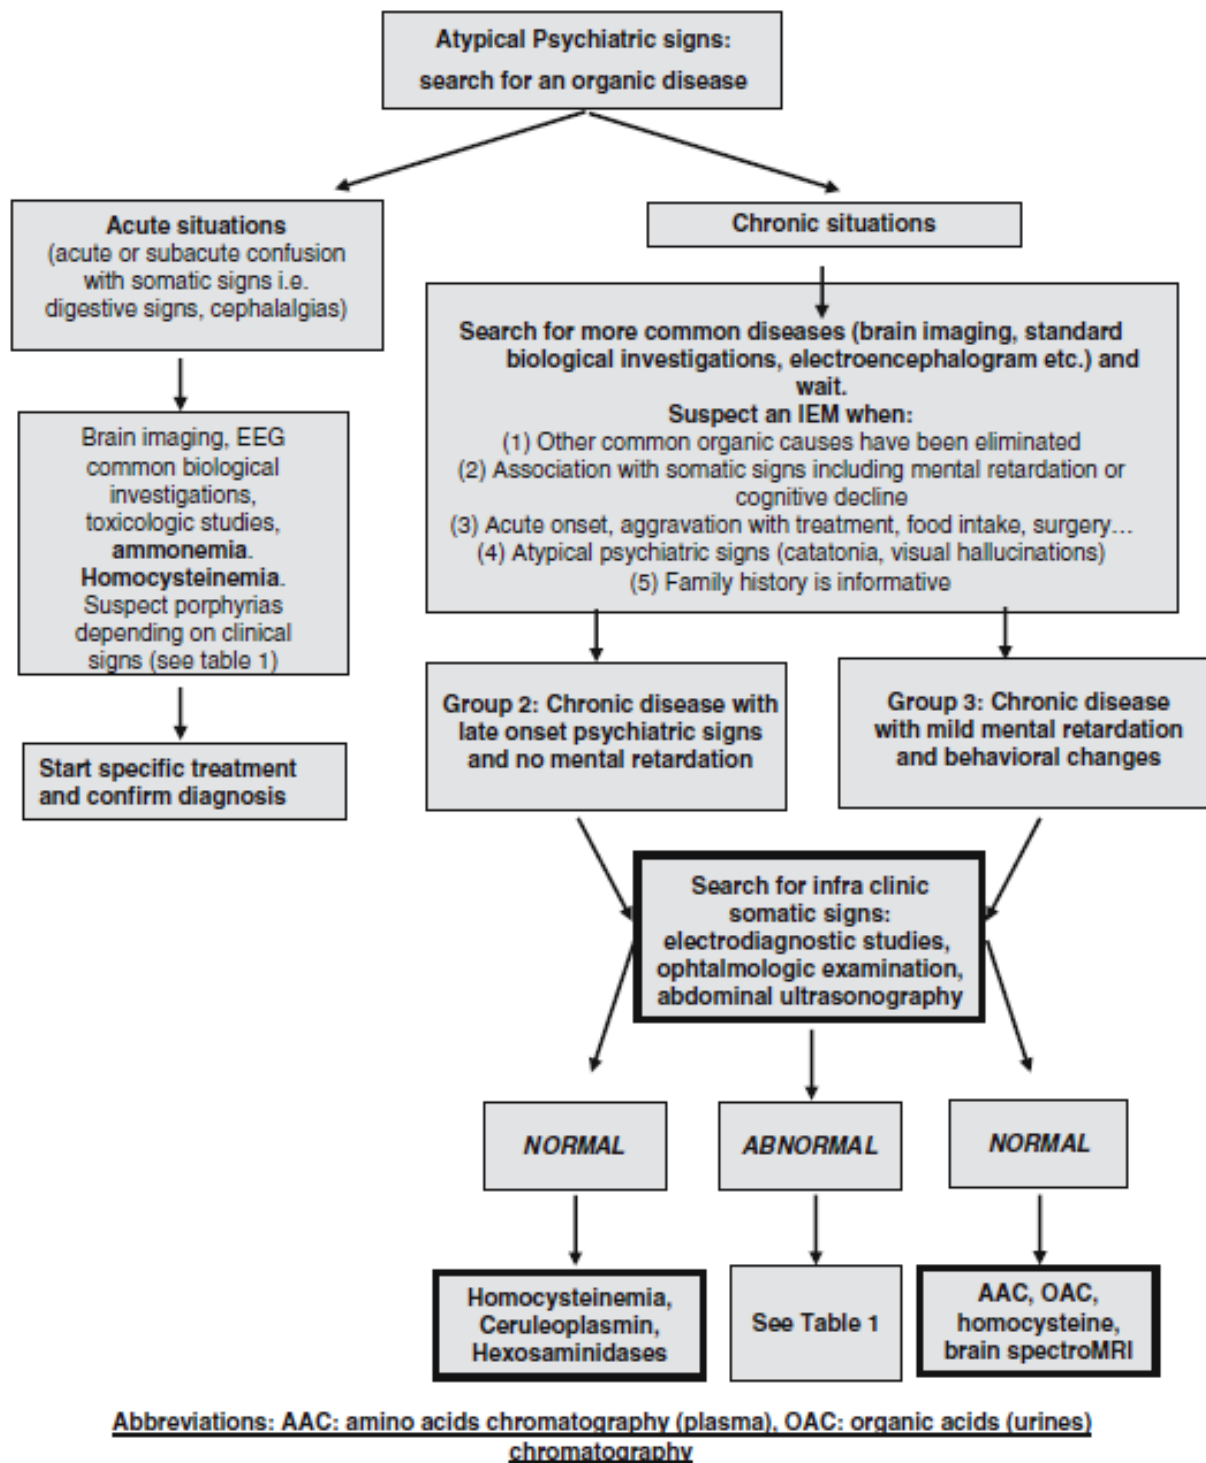 Atypical Psychiatric signs:
search for an organic disease
Acute situations
(acute or subacute confusion
with somatic signs i.e.
digestive signs, cephalalgias)
Chronic situations
Brain imaging, EEG
common biological
investigations,
toxicologic studies,
ammonemia.
Homocysteinemia.
Suspect porphyrias
depending on clinical
signs (see table 1)
Start specific treatment
and confirm diagnosis
Search for more common diseases (brain imaging, standard
biological investigations, electroencephalogram etc.) and
wait.
Suspect an IEM when:
(1) Other common organic causes have been eliminated
(2) Association with somatic signs including mental retardation or
cognitive decline
(3) Acute onset, aggravation with treatment, food intake, surgery…
(4) Atypical psychiatric signs (catatonia, visual hallucinations)
(5) Family history is informative
Group 2: Chronic disease with
late onset psychiatric signs
and no mental retardation
Group 3: Chronic disease
with mild mental retardation
and behavioral changes
Search for infra clinic
somatic signs:
electrodiagnostic studies,
ophtalmologic examination,
abdominal ultrasonography
NORMAL
ABNORMAL
NORMAL
Homocysteinemia,
Ceruleoplasmin,
Hexosaminidases
See Table 1
AAC, OAC,
homocysteine,
brain spectroMRI
Abbreviations: AAC: amino acids chromatography (plasma), OAC: organic acids (urines)
chromatography